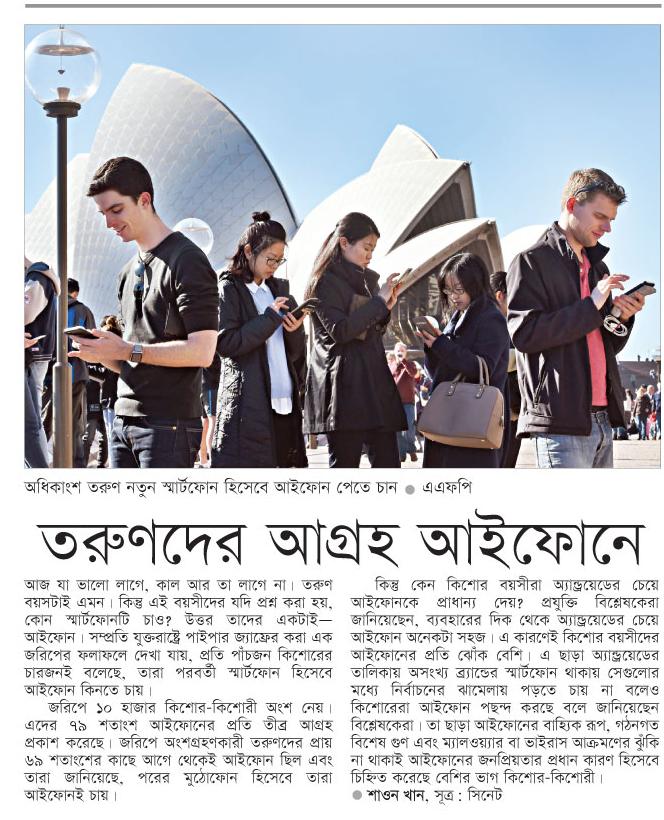 অধিকাংশ তরুণ নতুন স্মার্টফোন হিসেবে আইফোন পেতে চান ● এএফপি
তরুণদের আগ্রহ আইফোনে
আজ যা ভালো লাগে, কাল আর তা লাগে না। তরুণ
বয়সটাই এমন। কিন্তু এই বয়সীদের যদি প্রশ্ন করা হয়,
কোন স্মার্টফোনটি চাও? উত্তর তাদের একটাই—
আইফোন। সম্প্রতি যুক্তরাষ্ট্রে পাইপার জ্যাফ্রের করা এক
জরিপের ফলাফলে দেখা যায়, প্রতি পাঁচজন কিশোরের
চারজনই বলেছে, তারা পরবর্তী স্মার্টফোন হিসেবে
আইফোন কিনতে চায়।
জরিপে ১০ হাজার কিশোর-কিশোরী অংশ নেয়।
এদের ৭৯ শতাংশ আইফোনের প্রতি তীব্র আগ্রহ
প্রকাশ করেছে। জরিপে অংশগ্রহণকারী তরুণদের প্রায়
৬৯ শতাংশের কাছে আগে থেকেই আইফোন ছিল এবং
তারা জানিয়েছে, পরের মুঠোফোন হিসেবে তারা
আইফোনই চায়।
কিন্তু কেন কিশোর বয়সীরা অ্যান্ড্রয়েডের চেয়ে
আইফোনকে প্রাধান্য দেয়? প্রযুক্তি বিশ্লেষকেরা
জানিয়েছেন, ব্যবহারের দিক থেকে অ্যান্ড্রয়েডের চেয়ে
আইফোন অনেকটা সহজ। এ কারণেই কিশোর বয়সীদের
আইফোনের প্রতি ঝোঁক বেশি। এ ছাড়া অ্যান্ড্রয়েডের
তালিকায় অসংখ্য ব্র্যান্ডের স্মার্টফোন থাকায় সেগুলোর
মধ্যে নির্বাচনের ঝামেলায় পড়তে চায় না বলেও
কিশোরেরা আইফোন পছন্দ করছে বলে জানিয়েছেন
বিশ্লেষকেরা। তা ছাড়া আইফোনের বাহ্যিক রূপ, গঠনগত
বিশেষ গুণ এবং ম্যালওয়্যার বা ভাইরাস আক্রমণের ঝুঁকি
না থাকাই আইফোনের জনপ্রিয়তার প্রধান কারণ হিসেবে
চিহ্নিত করেছে বেশির ভাগ কিশোর-কিশোরী।
● শাওন খান, সূত্র : সিনেট